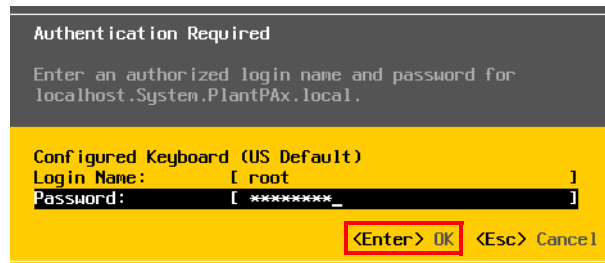 Authentication Required
Enter an authorized login name and password for
localhost.System.PlantPAx.local.
Configured Keyboard (US Default)
Login Name: [ root ]
Password: [ ********_ ]
<Enter> OK <Esc> Cancel